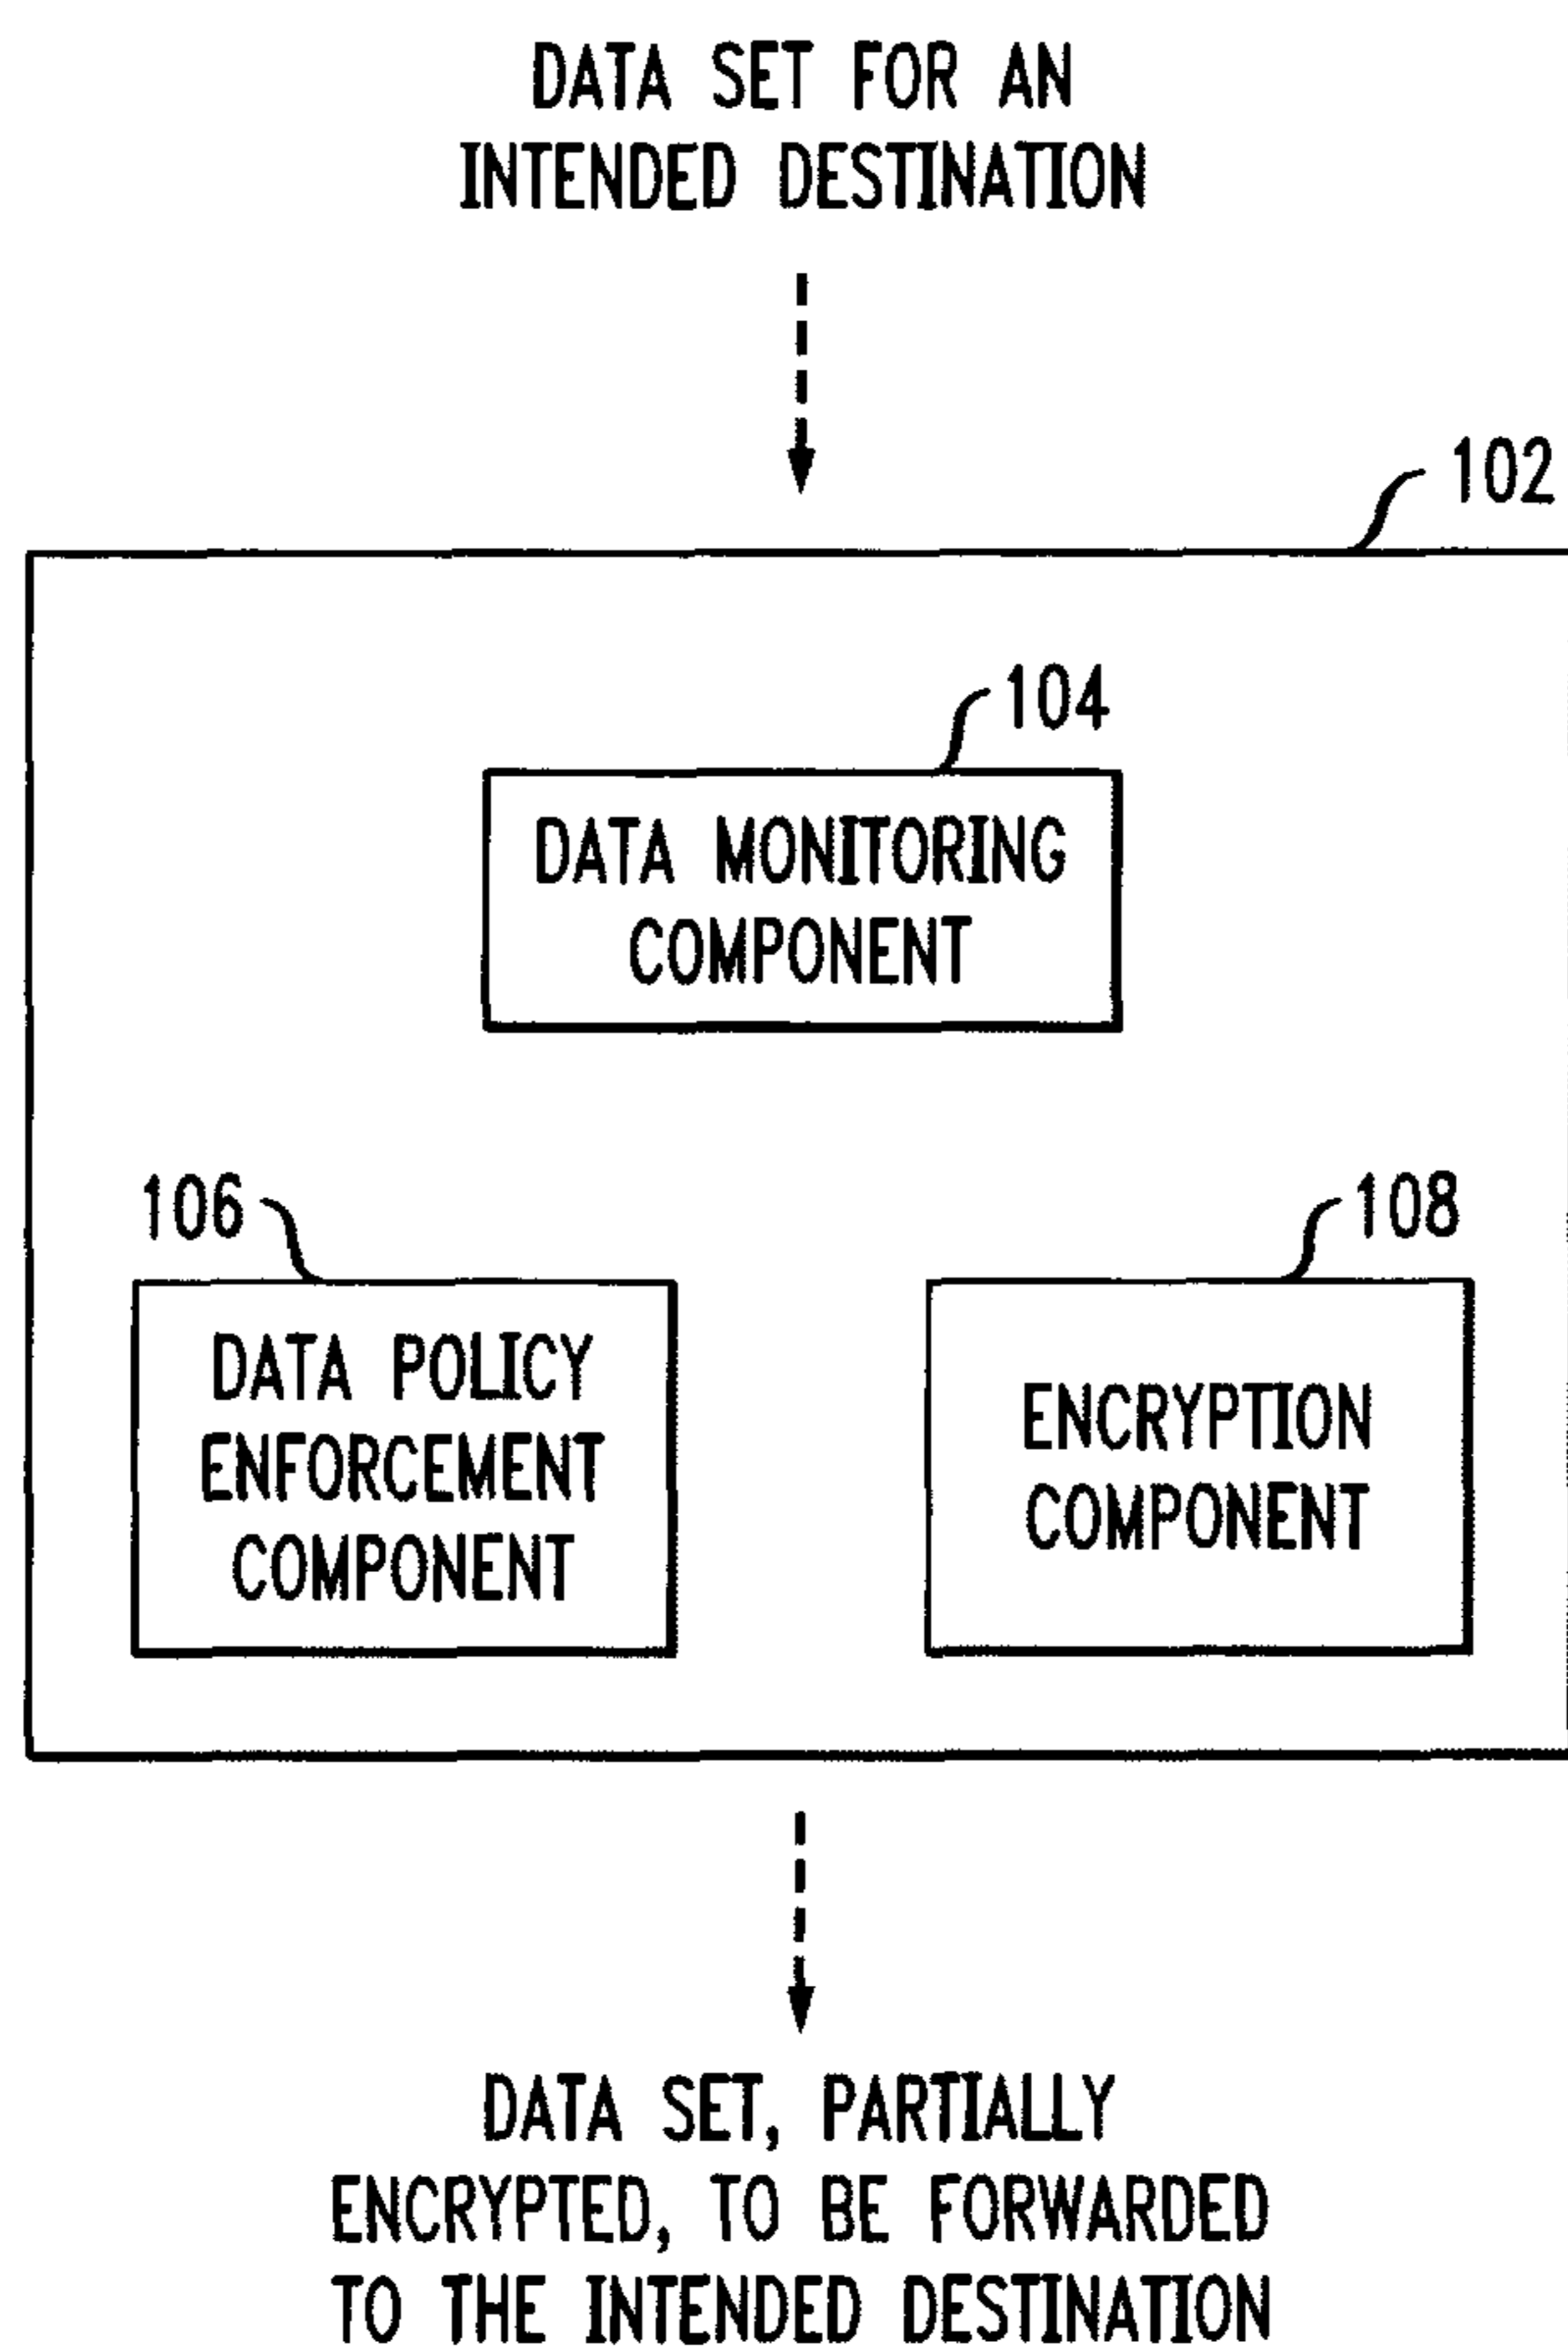 DATA SET FOR AN
INTENDED DESTINATION
102
104
DATA MONITORING
COMPONENT
106
108
DATA POLICY
ENFORCEMENT
COMPONENT
ENCRYPTION
COMPONENT
DATA SET, PARTIALLY
ENCRYPTED, TO BE FORWARDED
TO THE INTENDED DESTINATION